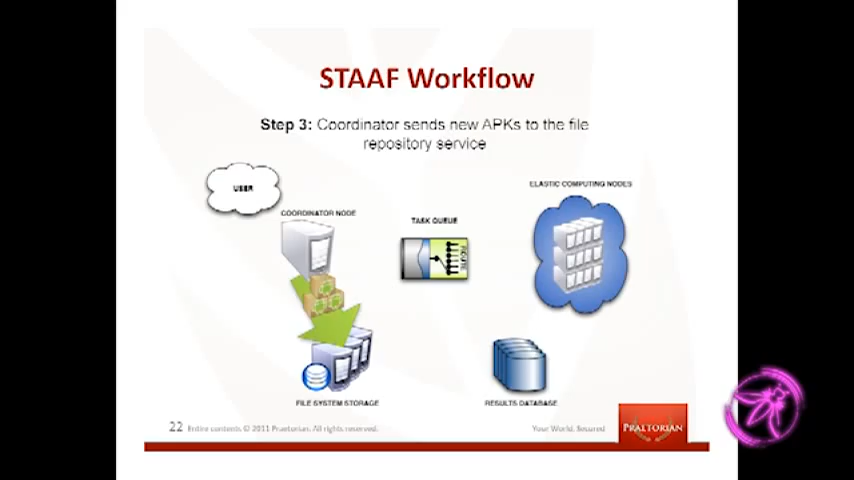 STAAF Workflow
Step 3: Coordinator sends new APKs to the file
repository service
USER
ELASTIC COMPUTING NODES
COORDINATOR NODE
TASK QUEUE
ROUTE
FILE SYSTEM STORAGE
RESULTS DATABASE
22 Entire contents © 2011 Praetorian. All rights reserved.
Your World, Secured
PRAETORIAN